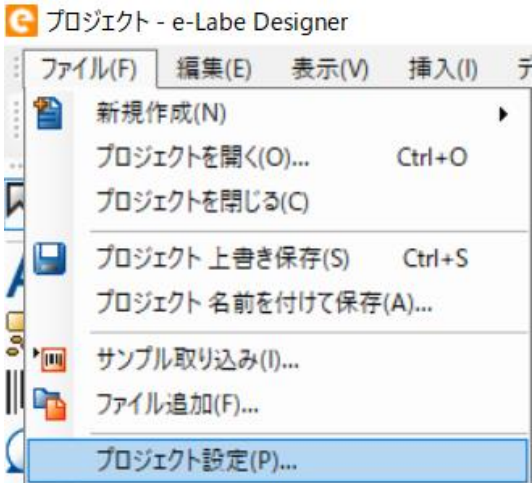 プロジェクト - e-Labe Designer
ファイル(F) 編集(E) 表示(V) 挿入(I)
新規作成(N)
プロジェクトを開く(O)... Ctrl+O
プロジェクトを閉じる(C)
プロジェクト 上書き保存(S) Ctrl+S
プロジェクト 名前を付けて保存(A)...
サンプル取り込み(I)...
ファイル追加(F)...
プロジェクト設定(P)...